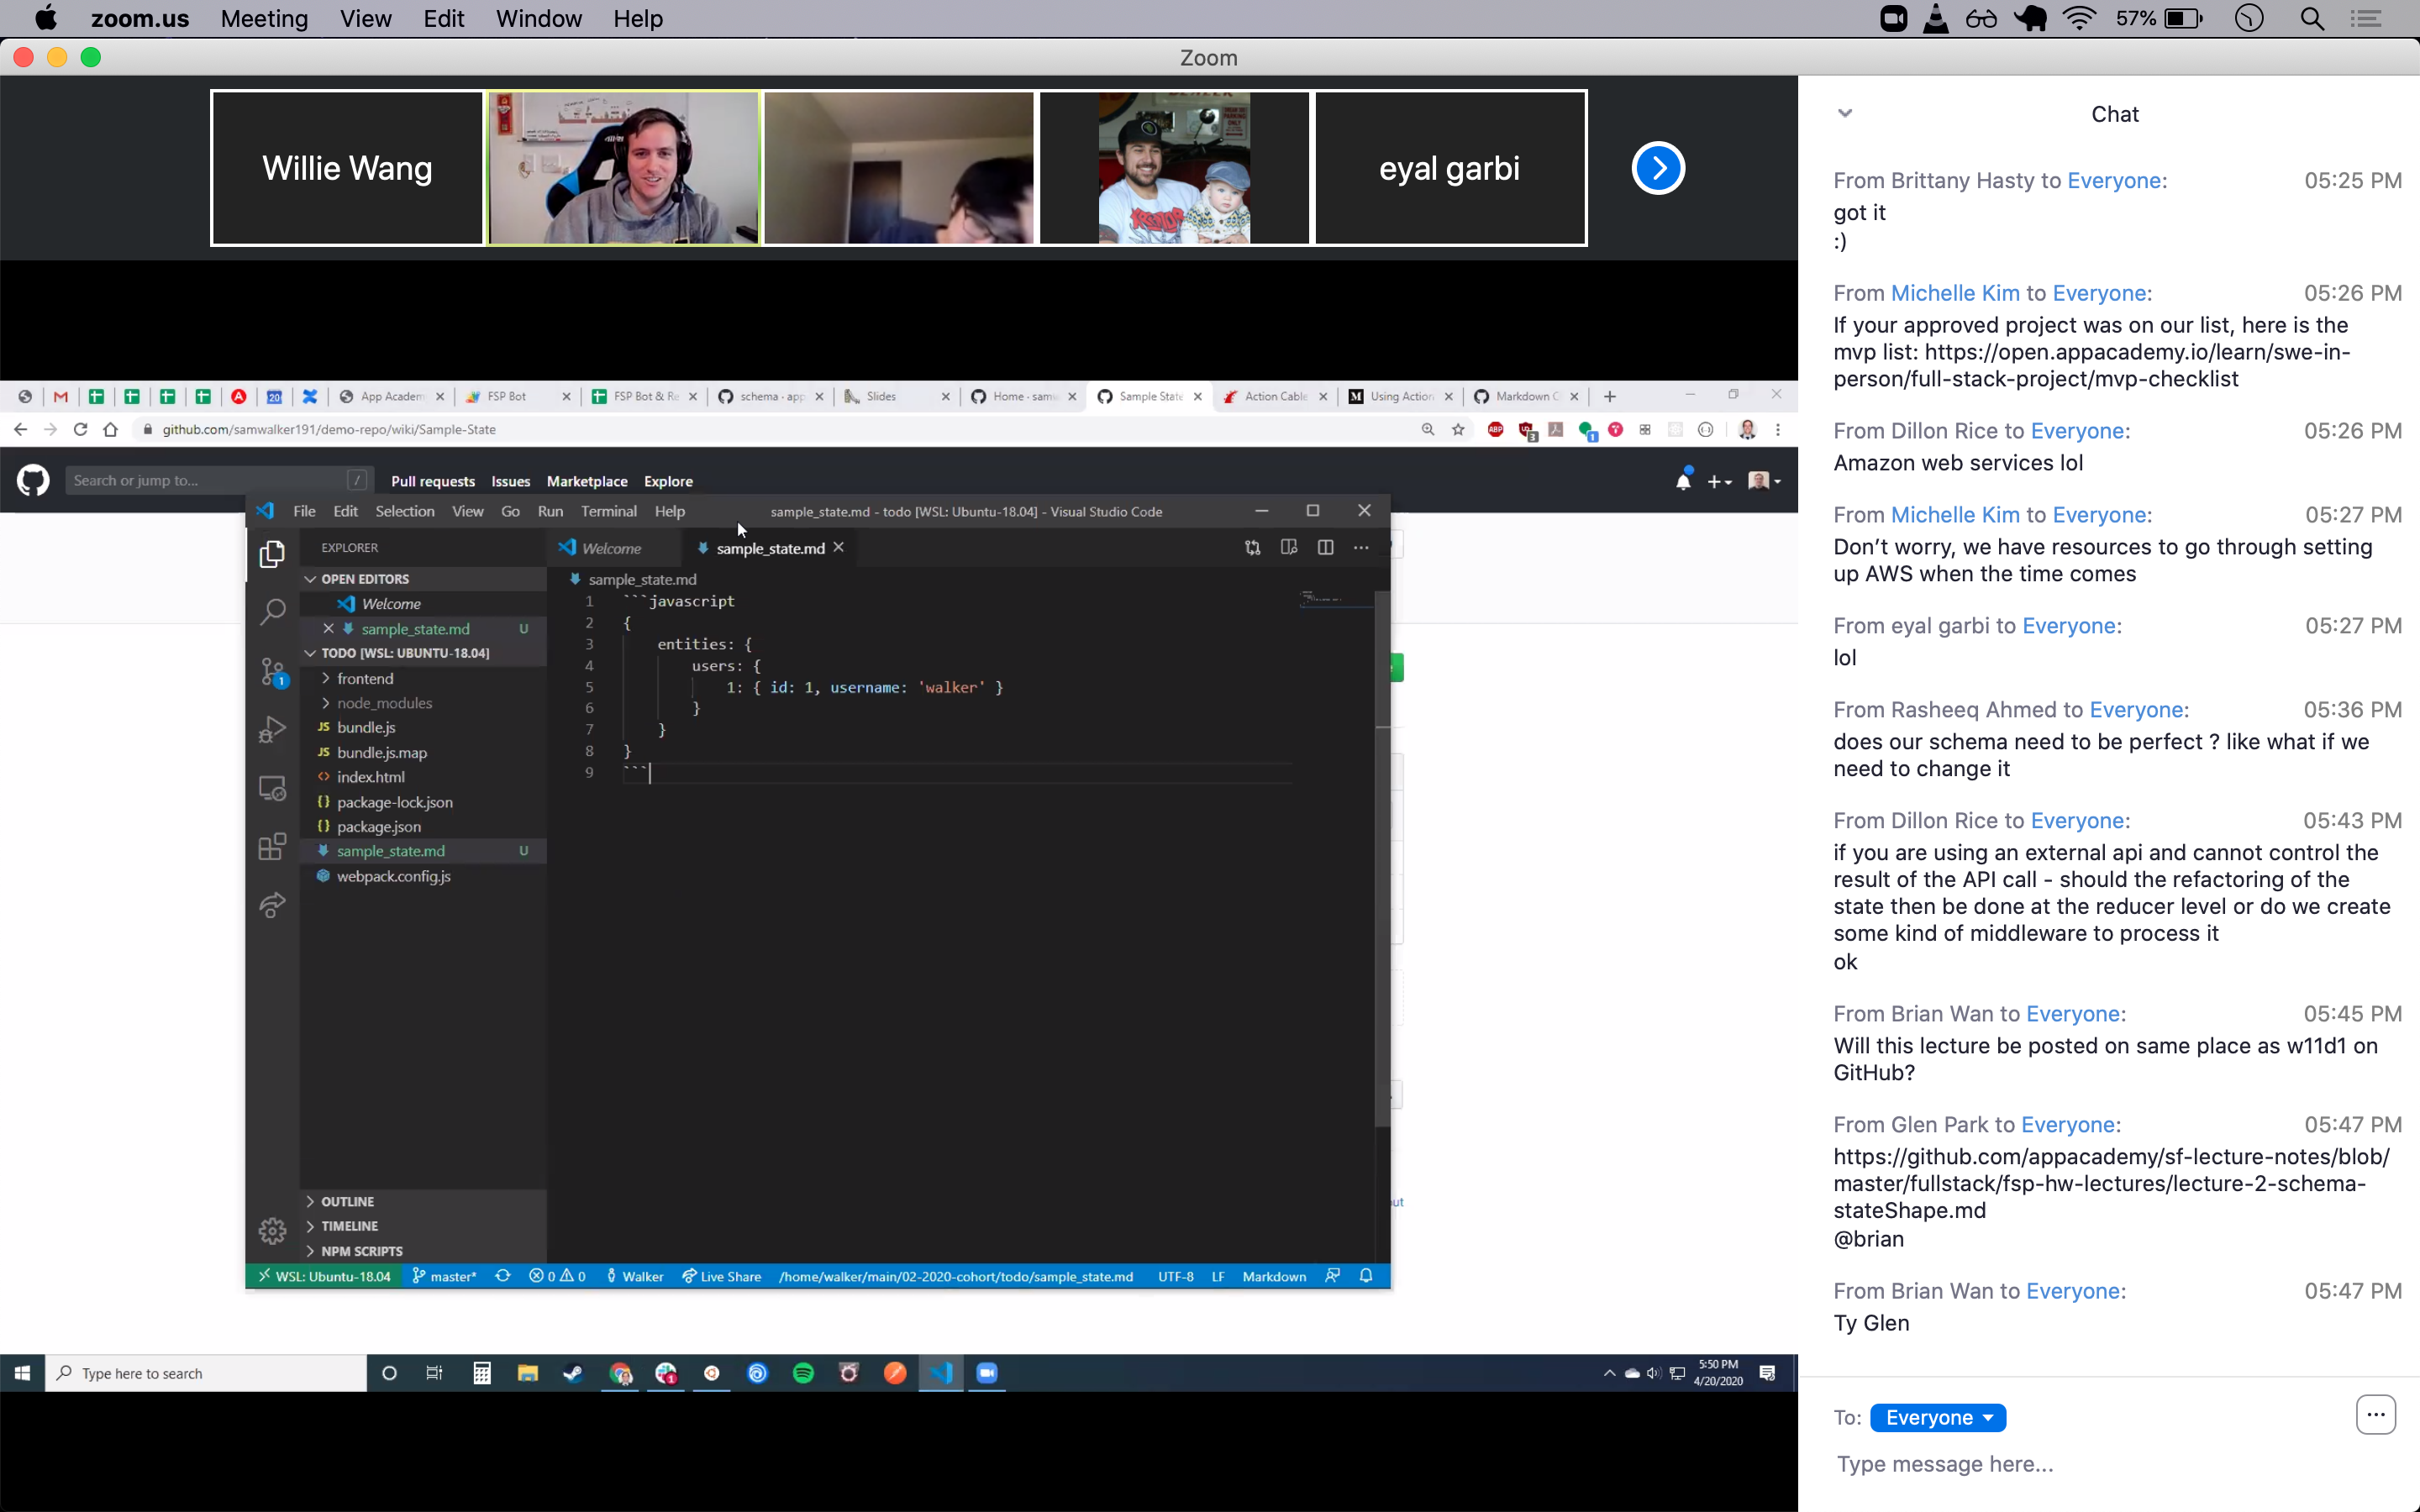 zoom.us Meeting View Edit Window Help 57%
Zoom
Willie Wang
eyal garbi
App Academ
FSP Bot
FSP Bot & Re
schema - app
Slides
Home · sam
Sample State
Action Cable
Using Action
Markdown C
github.com/samwalker191/demo-repo/wiki/Sample-State
Search or jump to... /
Pull requests Issues Marketplace Explore
File Edit Selection View Go Run Terminal Help
sample_state.md - todo [WSL: Ubuntu-18.04] - Visual Studio Code
EXPLORER
Welcome
sample_state.md
OPEN EDITORS
Welcome
sample_state.md U
TODO [WSL: UBUNTU-18.04]
frontend
node_modules
JS bundle.js
JS bundle.js.map
<> index.html
{} package-lock.json
{} package.json
sample_state.md U
webpack.config.js
OUTLINE
TIMELINE
NPM SCRIPTS
sample_state.md
1 ```javascript
2 {
3 entities: {
4 users: {
5 1: { id: 1, username: 'walker' }
6 }
7 }
8 }
9 ```
WSL: Ubuntu-18.04 master* 0 0 Walker Live Share /home/walker/main/02-2020-cohort/todo/sample_state.md UTF-8 LF Markdown
Type here to search
5:50 PM
4/20/2020
Chat
From Brittany Hasty to Everyone: 05:25 PM
got it
:)
From Michelle Kim to Everyone: 05:26 PM
If your approved project was on our list, here is the
mvp list: https://open.appacademy.io/learn/swe-in-
person/full-stack-project/mvp-checklist
From Dillon Rice to Everyone: 05:26 PM
Amazon web services lol
From Michelle Kim to Everyone: 05:27 PM
Don't worry, we have resources to go through setting
up AWS when the time comes
From eyal garbi to Everyone: 05:27 PM
lol
From Rasheeq Ahmed to Everyone: 05:36 PM
does our schema need to be perfect ? like what if we
need to change it
From Dillon Rice to Everyone: 05:43 PM
if you are using an external api and cannot control the
result of the API call - should the refactoring of the
state then be done at the reducer level or do we create
some kind of middleware to process it
ok
From Brian Wan to Everyone: 05:45 PM
Will this lecture be posted on same place as w11d1 on
GitHub?
From Glen Park to Everyone: 05:47 PM
https://github.com/appacademy/sf-lecture-notes/blob/
master/fullstack/fsp-hw-lectures/lecture-2-schema-
stateShape.md
@brian
From Brian Wan to Everyone: 05:47 PM
Ty Glen
To: Everyone
Type message here...